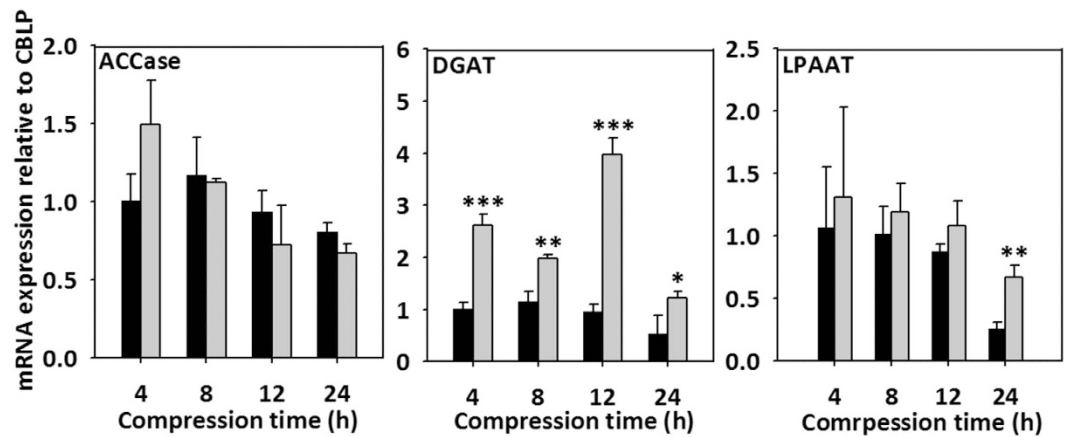 mRNA expression relative to CBLP
ACCase
2.0
1.5
1.0
0.5
0.0
4 8 12 24
Compression time (h)
DGAT
6
5
4
3
2
1
0
***
**
***
*
4 8 12 24
Compression time (h)
LPAAT
2.5
2.0
1.5
1.0
0.5
0.0
**
4 8 12 24
Comrpession time (h)